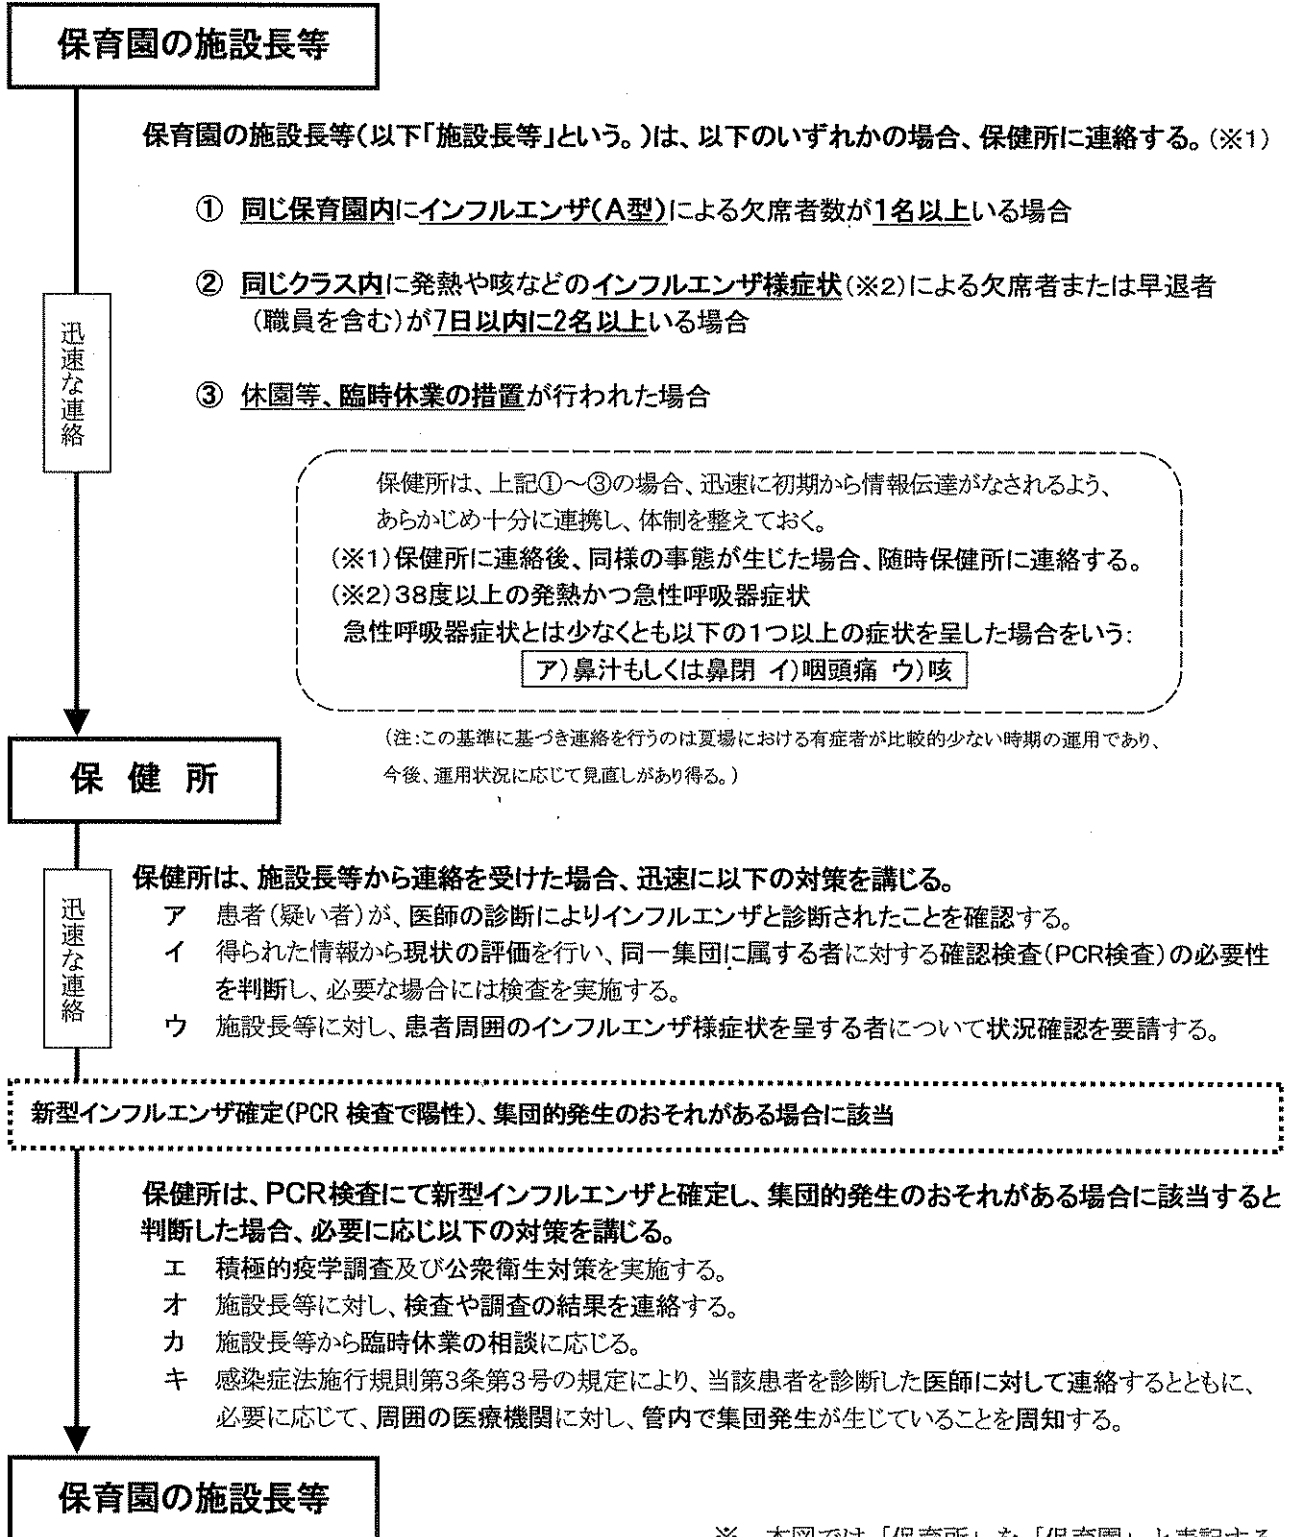 保育園の施設長等
保育園の施設長等(以下「施設長等」という。)は、以下のいずれかの場合、保健所に連絡する。(※1)
① 同じ保育園内にインフルエンザ(A型)による欠席者数が1名以上いる場合
② 同じクラス内に発熱や咳などのインフルエンザ様症状(※2)による欠席者または早退者
(職員を含む)が7日以内に2名以上いる場合
迅速な連絡
③ 休園等、臨時休業の措置が行われた場合
保健所は、上記①～③の場合、迅速に初期から情報伝達がなされるよう、
あらかじめ十分に連携し、体制を整えておく。
(※1)保健所に連絡後、同様の事態が生じた場合、随時保健所に連絡する。
(※2)38度以上の発熱かつ急性呼吸器症状
急性呼吸器症状とは少なくとも以下の1つ以上の症状を呈した場合をいう:
ア)鼻汁もしくは鼻閉 イ)咽頭痛 ウ)咳
(注:この基準に基づき連絡を行うのは夏場における有症者が比較的少ない時期の運用であり、
今後、運用状況に応じて見直しがあり得る。)
保 健 所
保健所は、施設長等から連絡を受けた場合、迅速に以下の対策を講じる。
迅速な連絡
ア 患者(疑い者)が、医師の診断によりインフルエンザと診断されたことを確認する。
イ 得られた情報から現状の評価を行い、同一集団に属する者に対する確認検査(PCR検査)の必要性
を判断し、必要な場合には検査を実施する。
ウ 施設長等に対し、患者周囲のインフルエンザ様症状を呈する者について状況確認を要請する。
新型インフルエンザ確定(PCR 検査で陽性)、集団的発生のおそれがある場合に該当
保健所は、PCR検査にて新型インフルエンザと確定し、集団的発生のおそれがある場合に該当すると
判断した場合、必要に応じ以下の対策を講じる。
エ 積極的疫学調査及び公衆衛生対策を実施する。
オ 施設長等に対し、検査や調査の結果を連絡する。
カ 施設長等から臨時休業の相談に応じる。
キ 感染症法施行規則第3条第3号の規定により、当該患者を診断した医師に対して連絡するとともに、
必要に応じて、周囲の医療機関に対し、管内で集団発生が生じていることを周知する。
保育園の施設長等
※ 本図では「保育所」を「保育園」と表記する